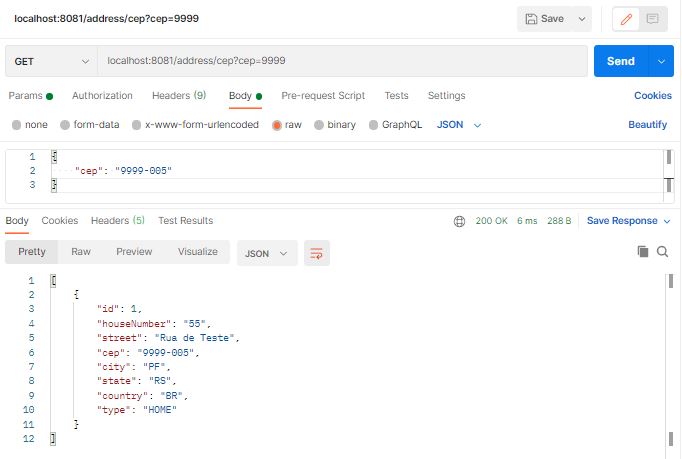 localhost:8081/address/cep?cep=9999
Save
GET
localhost:8081/address/cep?cep=9999
Send
Params
Authorization
Headers (9)
Body
Pre-request Script
Tests
Settings
Cookies
none
form-data
x-www-form-urlencoded
raw
binary
GraphQL
JSON
Beautify
1 {
2 "cep": "9999-005"
3 }
Body
Cookies
Headers (5)
Test Results
200 OK
6 ms
288 B
Save Response
Pretty
Raw
Preview
Visualize
JSON
1 [
2 {
3 "id": 1,
4 "houseNumber": "55",
5 "street": "Rua de Teste",
6 "cep": "9999-005",
7 "city": "PF",
8 "state": "RS",
9 "country": "BR",
10 "type": "HOME"
11 }
12 ]